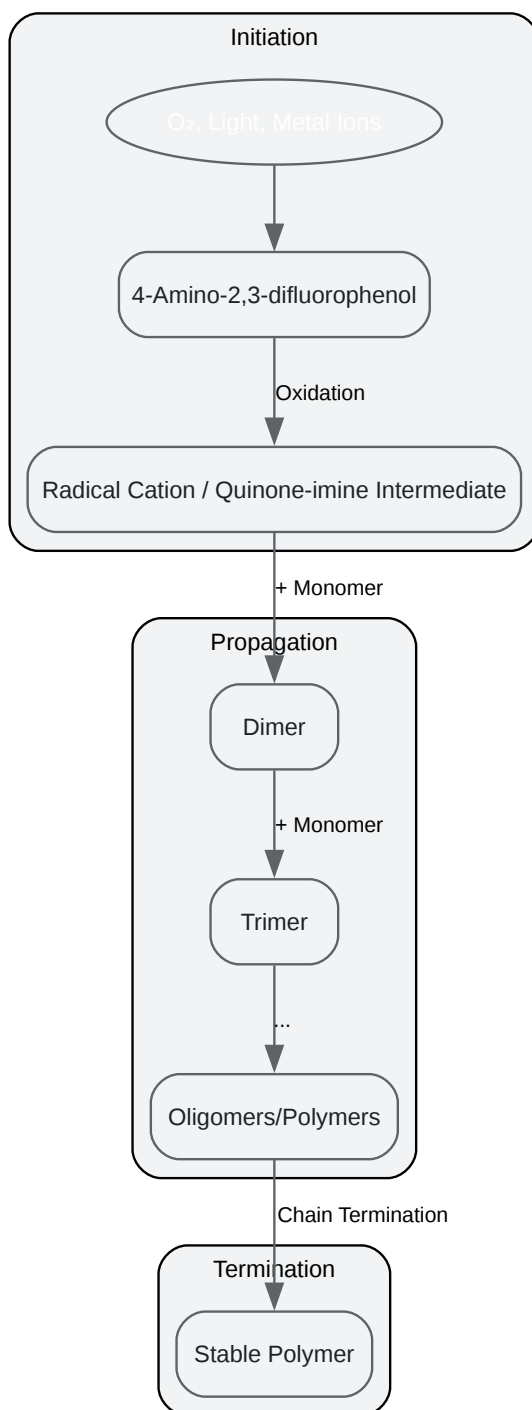 Initiation
O₂, Light, Metal Ions
4-Amino-2,3-difluorophenol
Oxidation
Radical Cation / Quinone-imine Intermediate
+ Monomer
Propagation
Dimer
+ Monomer
Trimer
...
Oligomers/Polymers
Chain Termination
Termination
Stable Polymer